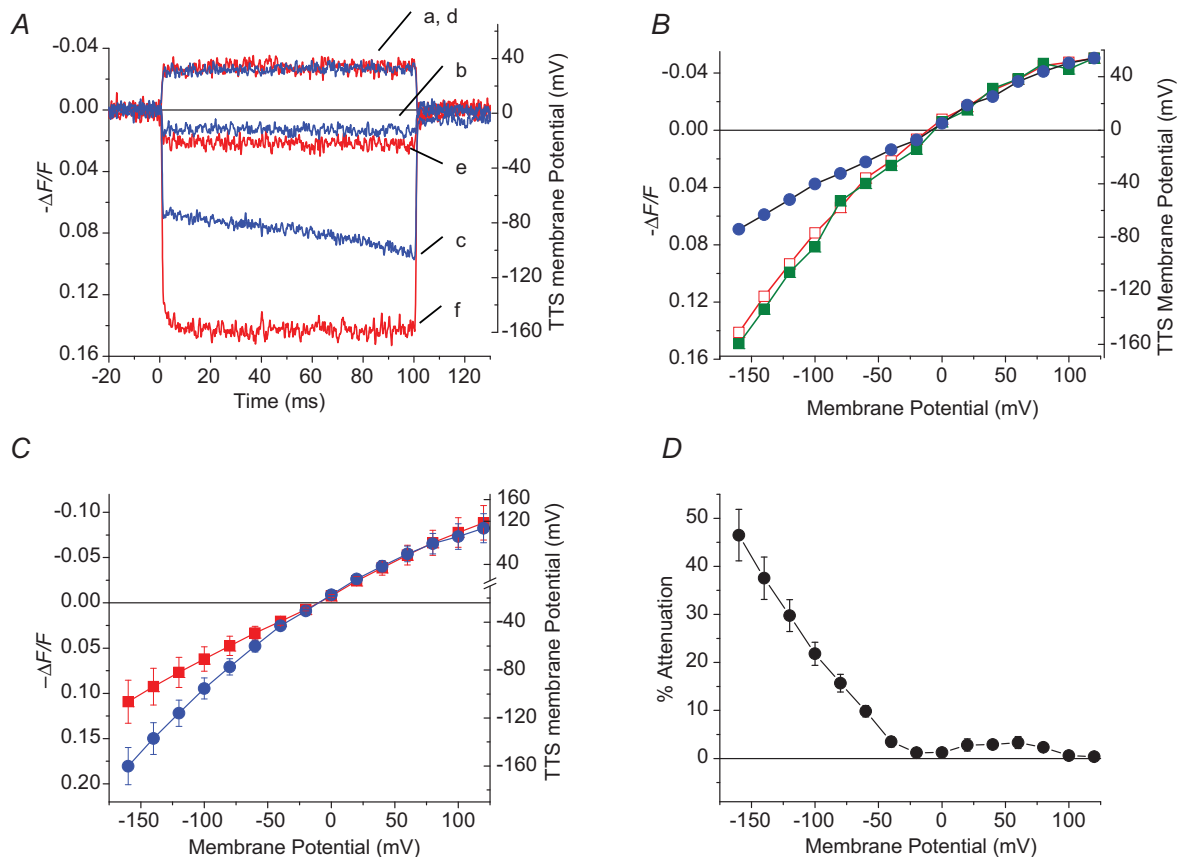 A
-0.04
0.00
0.04
0.08
0.12
0.16
-ΔF/F
-20 0 20 40 60 80 100 120
Time (ms)
40
0
-40
-80
-120
-160
TTS membrane Potential (mV)
a, d
b
e
c
f
B
-0.04
0.00
0.04
0.08
0.12
0.16
-ΔF/F
-150 -100 -50 0 50 100
Membrane Potential (mV)
40
0
-40
-80
-120
-160
TTS Membrane Potential (mV)
C
-0.10
-0.05
0.00
0.05
0.10
0.15
0.20
–ΔF/F
-150 -100 -50 0 50 100
Membrane Potential (mV)
160
120
40
-40
-80
-120
-160
TTS membrane Potential (mV)
D
50
40
30
20
10
0
% Attenuation
-150 -100 -50 0 50 100
Membrane Potential (mV)